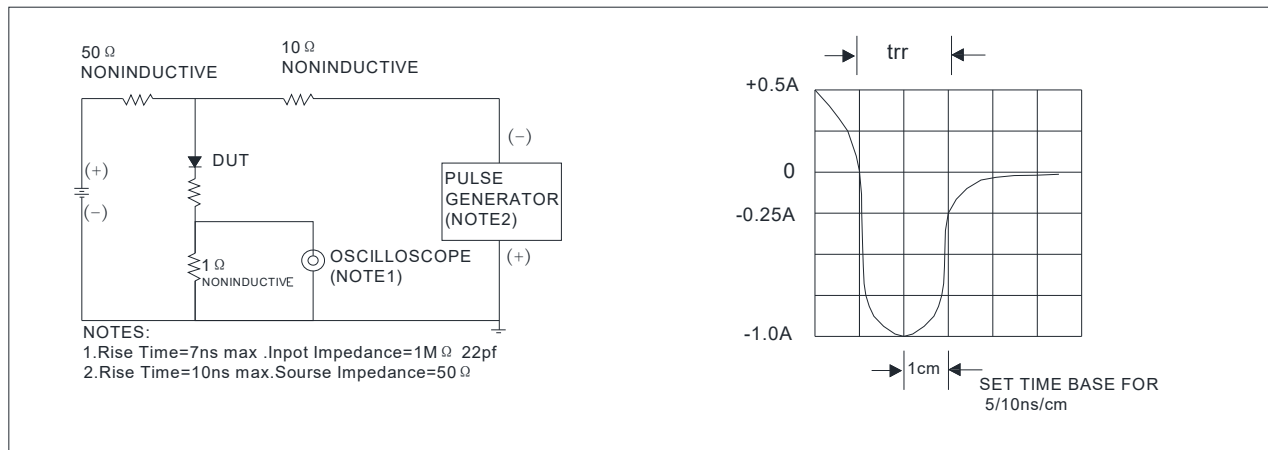 50 Ω
NONINDUCTIVE
10 Ω
NONINDUCTIVE
(+)
(-)
DUT
1 Ω
NONINDUCTIVE
OSCILLOSCOPE
(NOTE1)
(-)
PULSE
GENERATOR
(NOTE2)
(+)
NOTES:
1.Rise Time=7ns max .Inpot Impedance=1M Ω 22pf
2.Rise Time=10ns max.Sourse Impedance=50 Ω
trr
+0.5A
0
-0.25A
-1.0A
1cm
SET TIME BASE FOR
5/10ns/cm